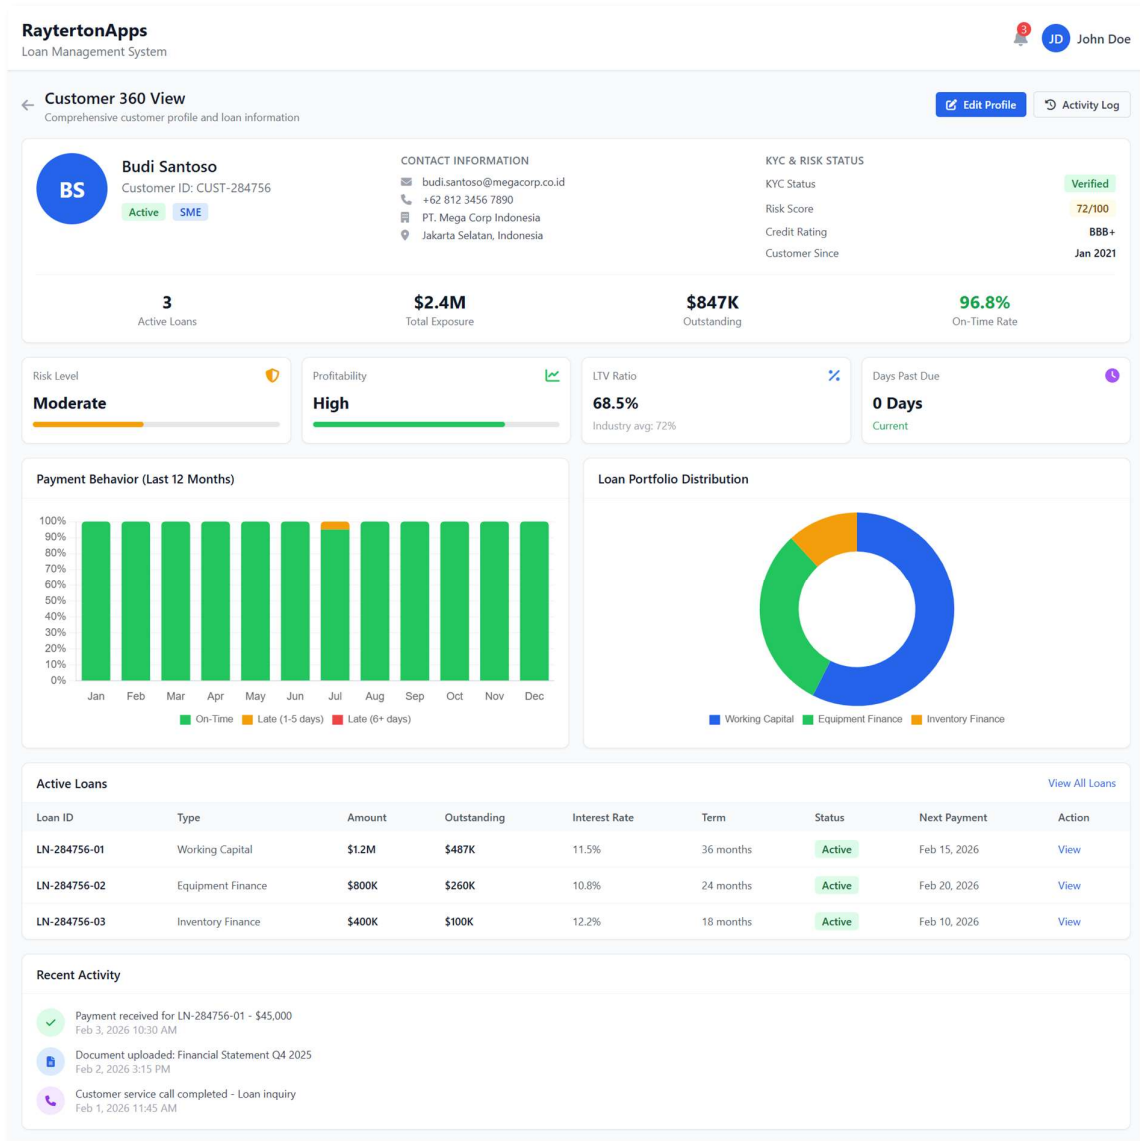 RaytertonApps
Loan Management System
3
JD
John Doe
Customer 360 View
Comprehensive customer profile and loan information
Edit Profile
Activity Log
BS
Budi Santoso
Customer ID: CUST-284756
Active SME
CONTACT INFORMATION
budi.santoso@megacorp.co.id
+62 812 3456 7890
PT. Mega Corp Indonesia
Jakarta Selatan, Indonesia
KYC & RISK STATUS
KYC Status Verified
Risk Score 72/100
Credit Rating BBB+
Customer Since Jan 2021
3
Active Loans
$2.4M
Total Exposure
$847K
Outstanding
96.8%
On-Time Rate
Risk Level
Moderate
Profitability
High
LTV Ratio
68.5%
Industry avg: 72%
Days Past Due
0 Days
Current
Payment Behavior (Last 12 Months)
100%
90%
80%
70%
60%
50%
40%
30%
20%
10%
0%
Jan Feb Mar Apr May Jun Jul Aug Sep Oct Nov Dec
On-Time Late (1-5 days) Late (6+ days)
Loan Portfolio Distribution
Working Capital Equipment Finance Inventory Finance
Active Loans View All Loans
Loan ID Type Amount Outstanding Interest Rate Term Status Next Payment Action
LN-284756-01 Working Capital $1.2M $487K 11.5% 36 months Active Feb 15, 2026 View
LN-284756-02 Equipment Finance $800K $260K 10.8% 24 months Active Feb 20, 2026 View
LN-284756-03 Inventory Finance $400K $100K 12.2% 18 months Active Feb 10, 2026 View
Recent Activity
Payment received for LN-284756-01 - $45,000
Feb 3, 2026 10:30 AM
Document uploaded: Financial Statement Q4 2025
Feb 2, 2026 3:15 PM
Customer service call completed - Loan inquiry
Feb 1, 2026 11:45 AM